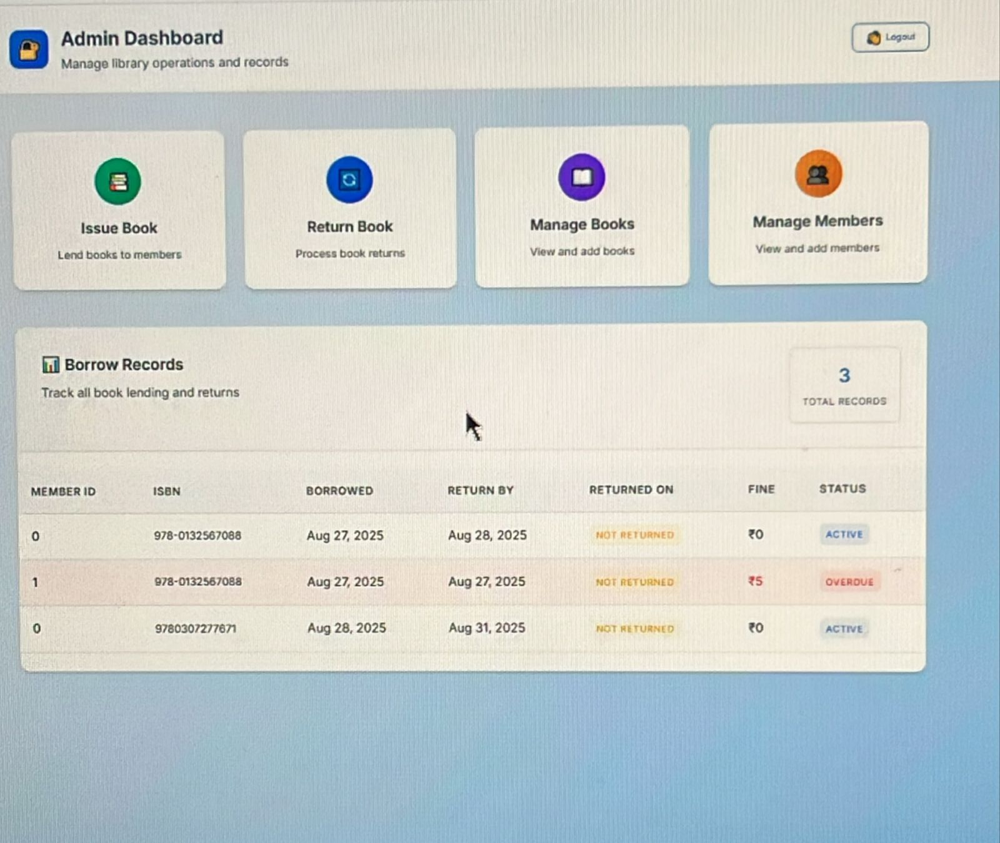 Admin Dashboard
Manage library operations and records
Logout
Issue Book
Lend books to members
Return Book
Process book returns
Manage Books
View and add books
Manage Members
View and add members
Borrow Records
Track all book lending and returns
3
TOTAL RECORDS
MEMBER ID ISBN BORROWED RETURN BY RETURNED ON FINE STATUS
0 978-0132567088 Aug 27, 2025 Aug 28, 2025 NOT RETURNED ₹0 ACTIVE
1 978-0132567088 Aug 27, 2025 Aug 27, 2025 NOT RETURNED ₹5 OVERDUE
0 9780307277671 Aug 28, 2025 Aug 31, 2025 NOT RETURNED ₹0 ACTIVE